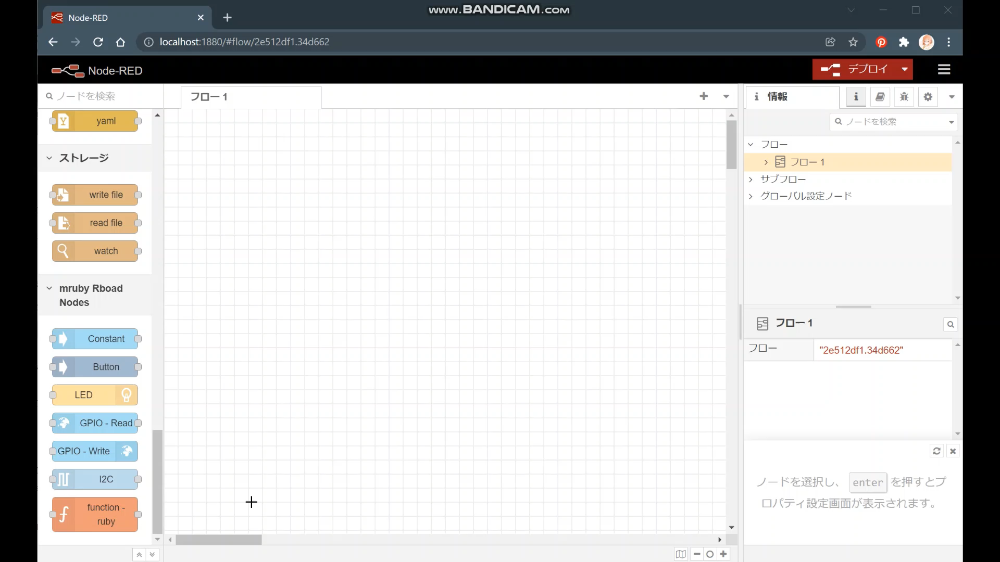 www.BANDICAM.com
Node-RED
localhost:1880/#flow/2e512df1.34d662
Node-RED
デプロイ
ノードを検索
フロー 1
情報
yaml
ストレージ
write file
read file
watch
mruby Rboad
Nodes
Constant
Button
LED
GPIO - Read
GPIO - Write
I2C
function -
ruby
ノードを検索
フロー
フロー 1
サブフロー
グローバル設定ノード
フロー 1
フロー "2e512df1.34d662"
ノードを選択し、 enter を押すとプ
ロパティ設定画面が表示されます。